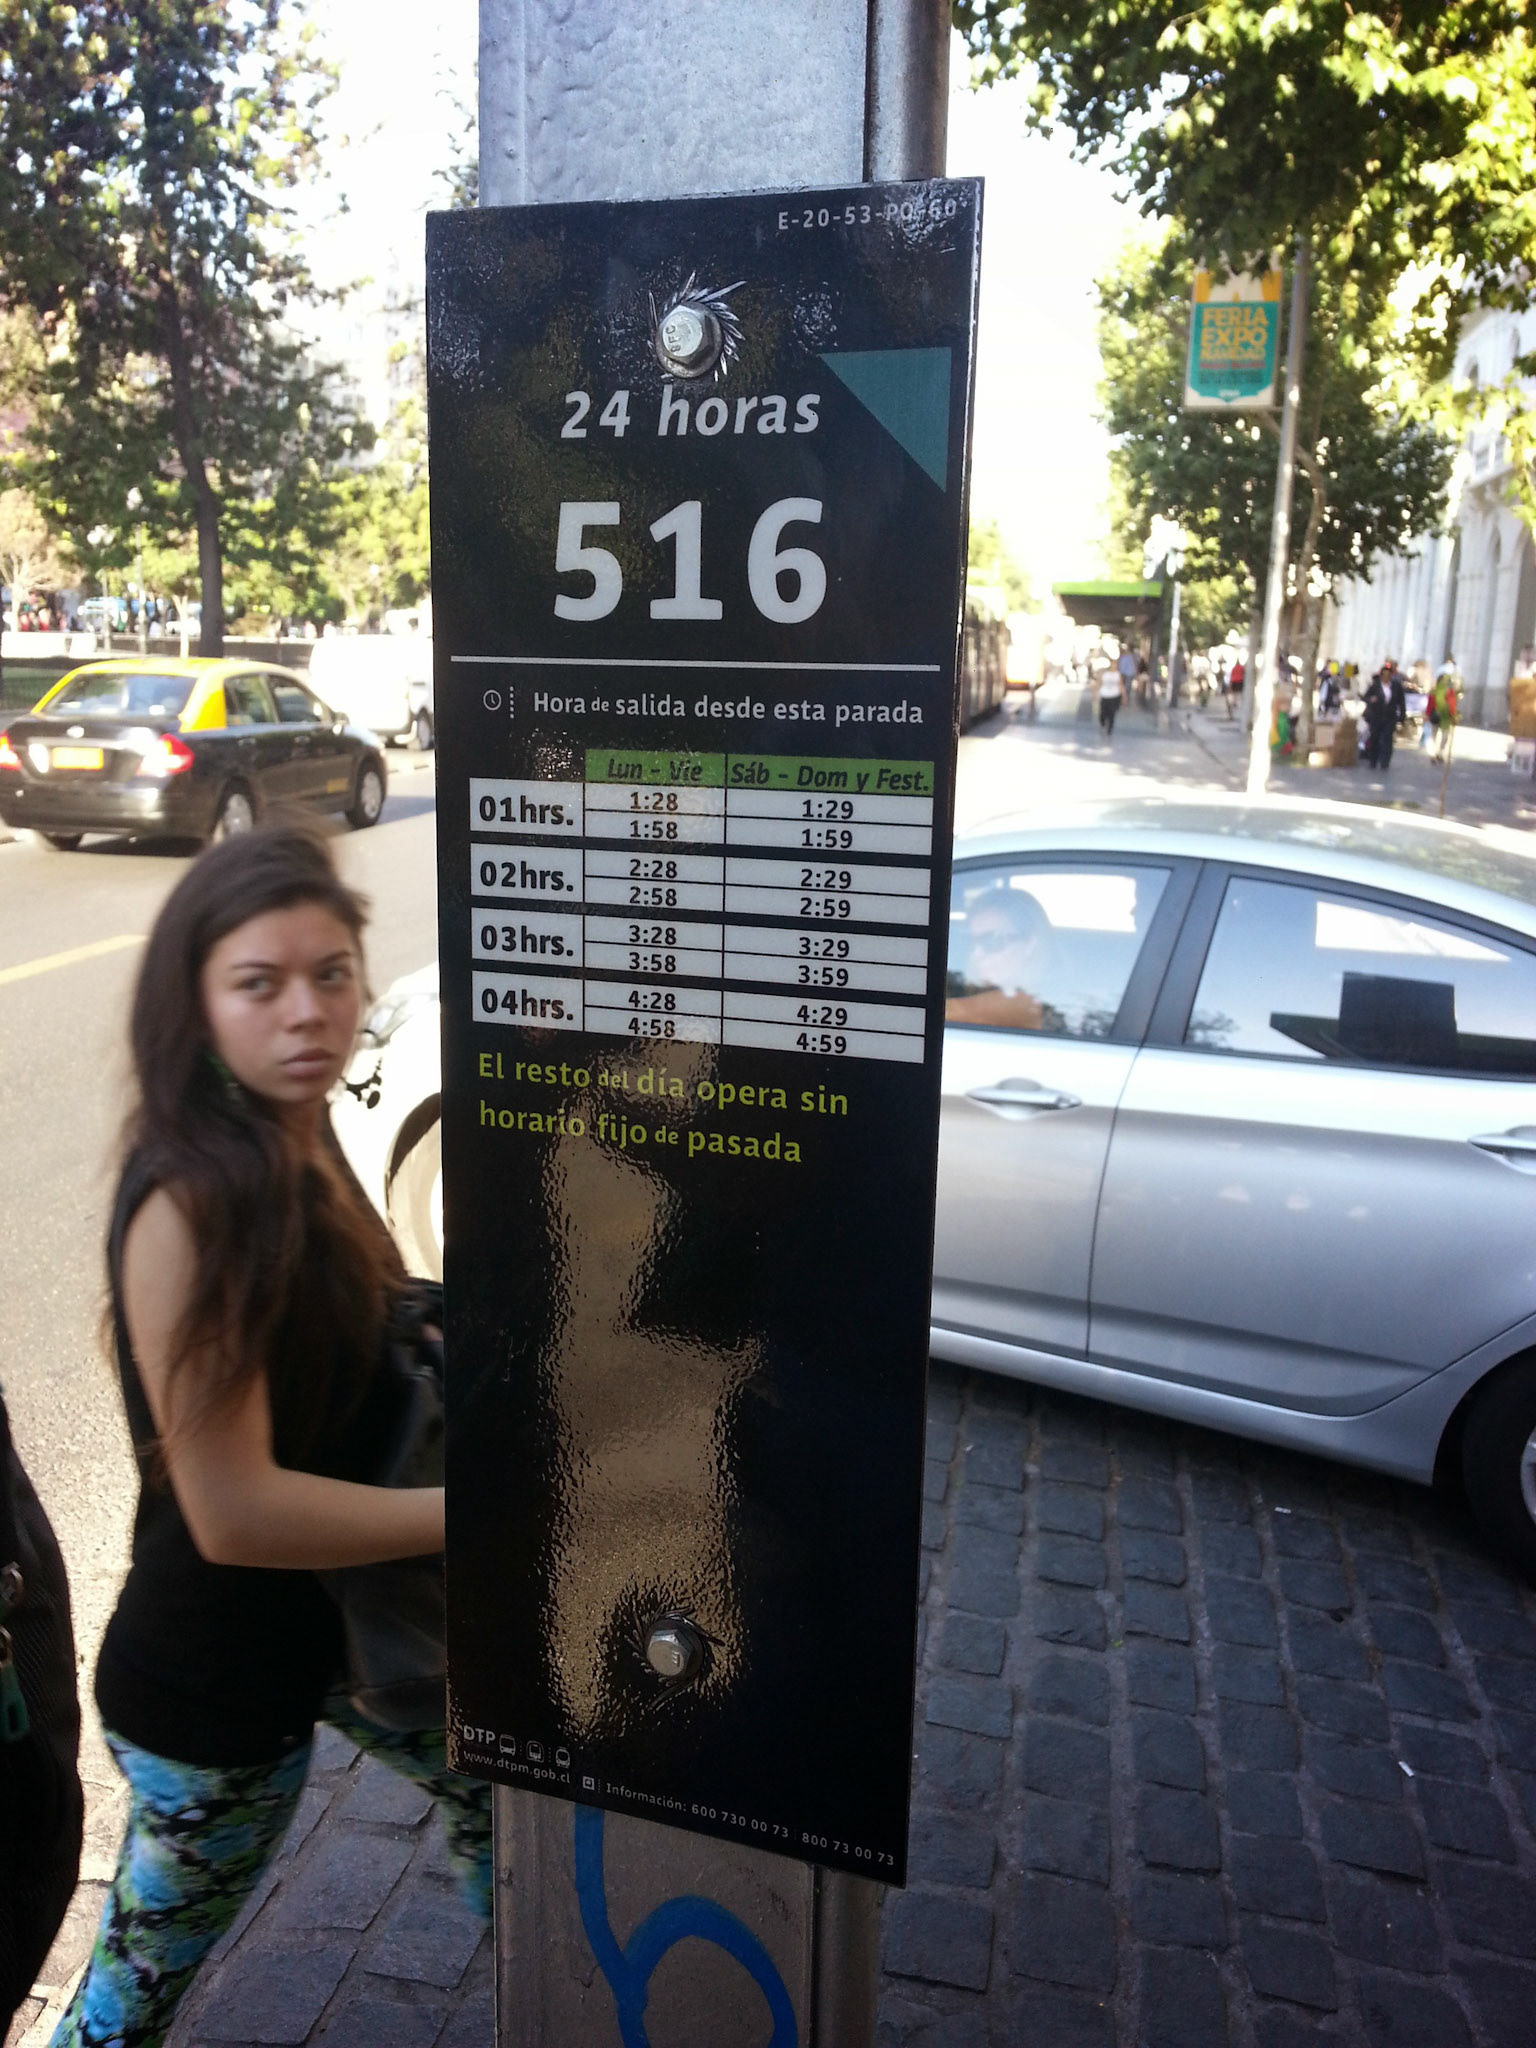 E-20-53-PO-60
24 horas
516
Hora de salida desde esta parada
Lun - Vie Sáb - Dom y Fest.
01hrs. 1:28 1:29
1:58 1:59
02hrs. 2:28 2:29
2:58 2:59
03hrs. 3:28 3:29
3:58 3:59
04hrs. 4:28 4:29
4:58 4:59
El resto del día opera sin
horario fijo de pasada
DTP
www.dtpm.gob.cl Información: 600 730 00 73 800 73 00 73
FERIA
EXPO
NAVIDAD